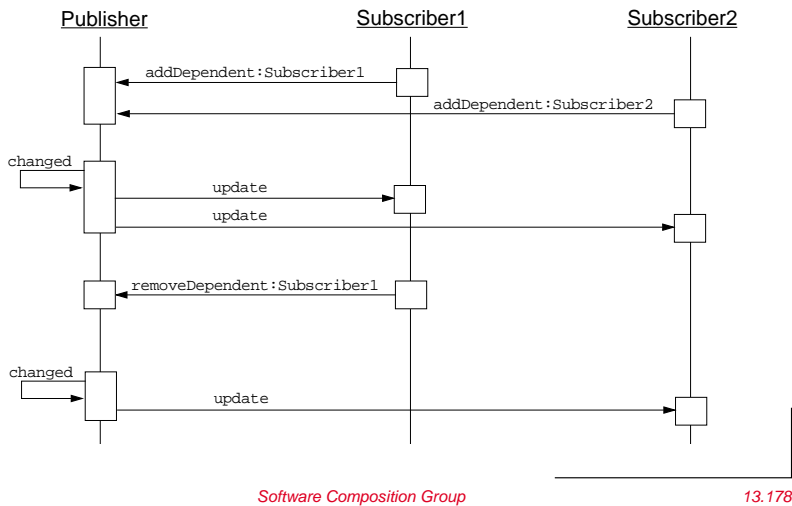 Publisher
Subscriber1
Subscriber2
addDependent:Subscriber1
addDependent:Subscriber2
changed
update
update
removeDependent:Subscriber1
changed
update
Software Composition Group
13.178